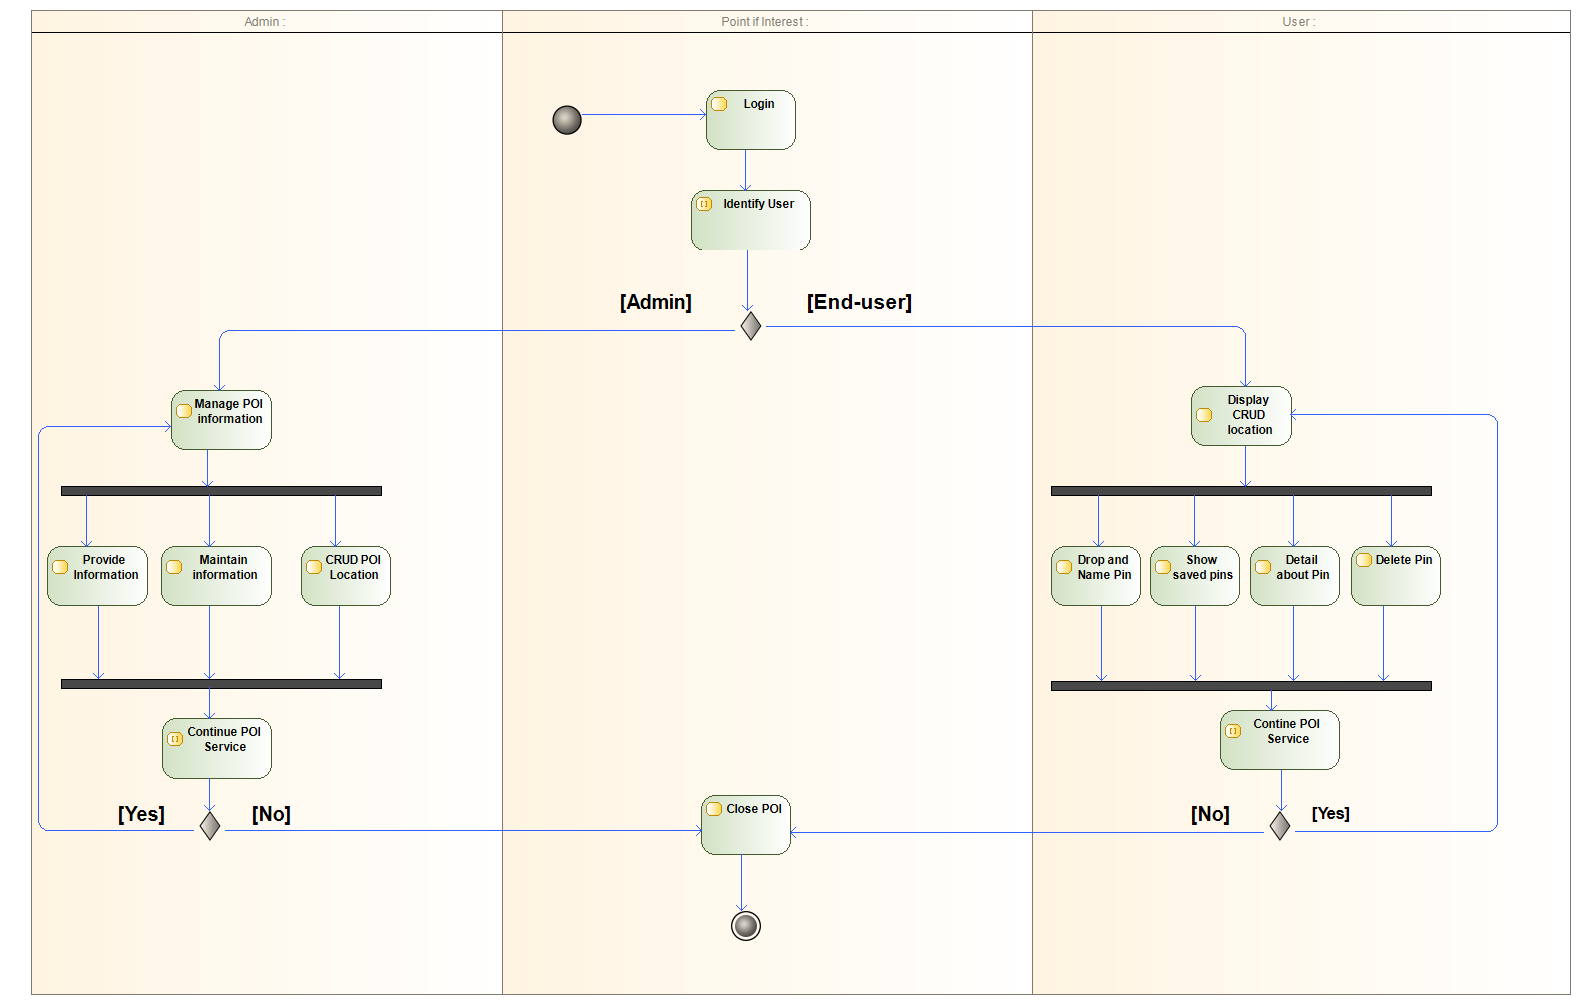 Admin :
Point if Interest :
User :
Login
Identify User
[Admin]
[End-user]
Manage POI
information
Display
CRUD
location
Provide
Information
Maintain
information
CRUD POI
Location
Drop and
Name Pin
Show
saved pins
Detail
about Pin
Delete Pin
Continue POI
Service
Contine POI
Service
[Yes]
[No]
Close POI
[No]
[Yes]